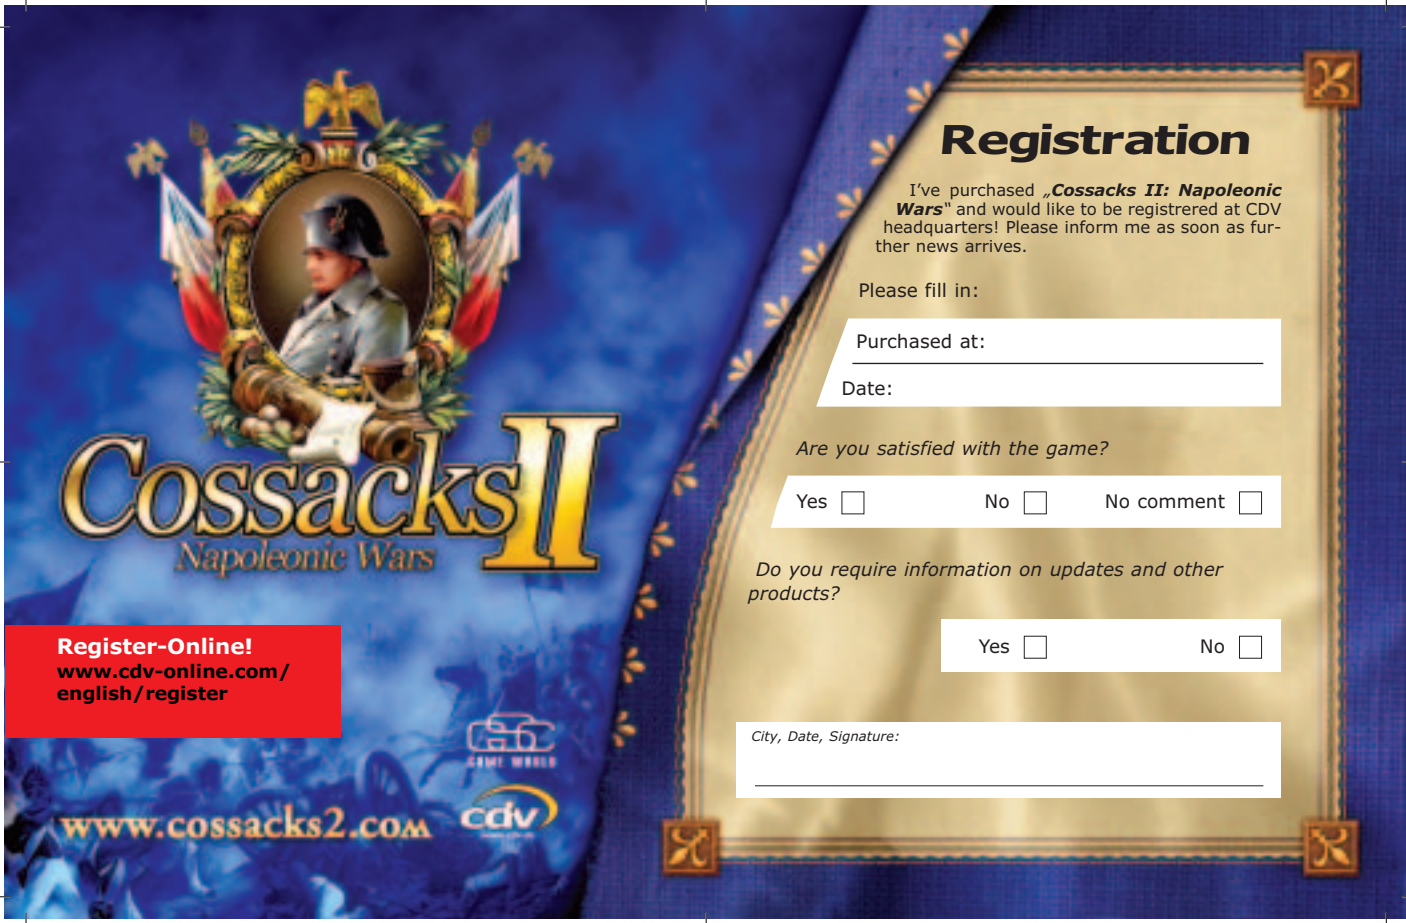 Cossacks II
Napoleonic Wars
Register-Online!
www.cdv-online.com/
english/register
GAME WORLD
www.cossacks2.com
cdv
Registration
I've purchased „Cossacks II: Napoleonic
Wars“ and would like to be registrered at CDV
headquarters! Please inform me as soon as fur-
ther news arrives.
Please fill in:
Purchased at:
Date:
Are you satisfied with the game?
Yes No No comment
Do you require information on updates and other
products?
Yes No
City, Date, Signature: